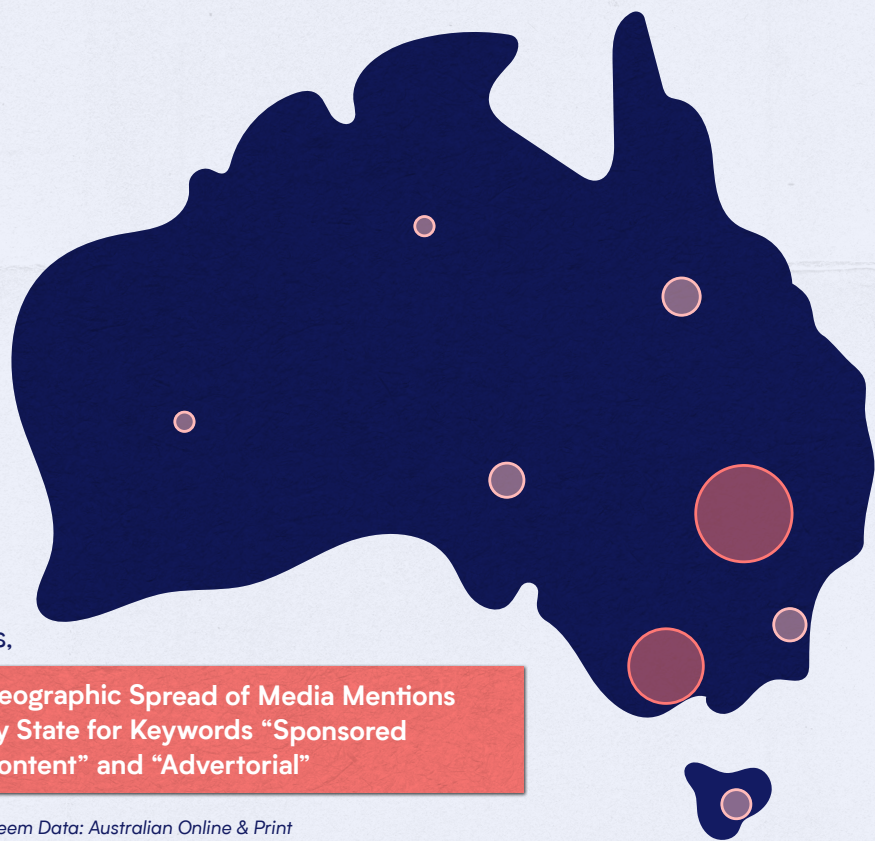 s,
eographic Spread of Media Mentions
y State for Keywords “Sponsored
ontent” and “Advertorial”
eem Data: Australian Online & Print